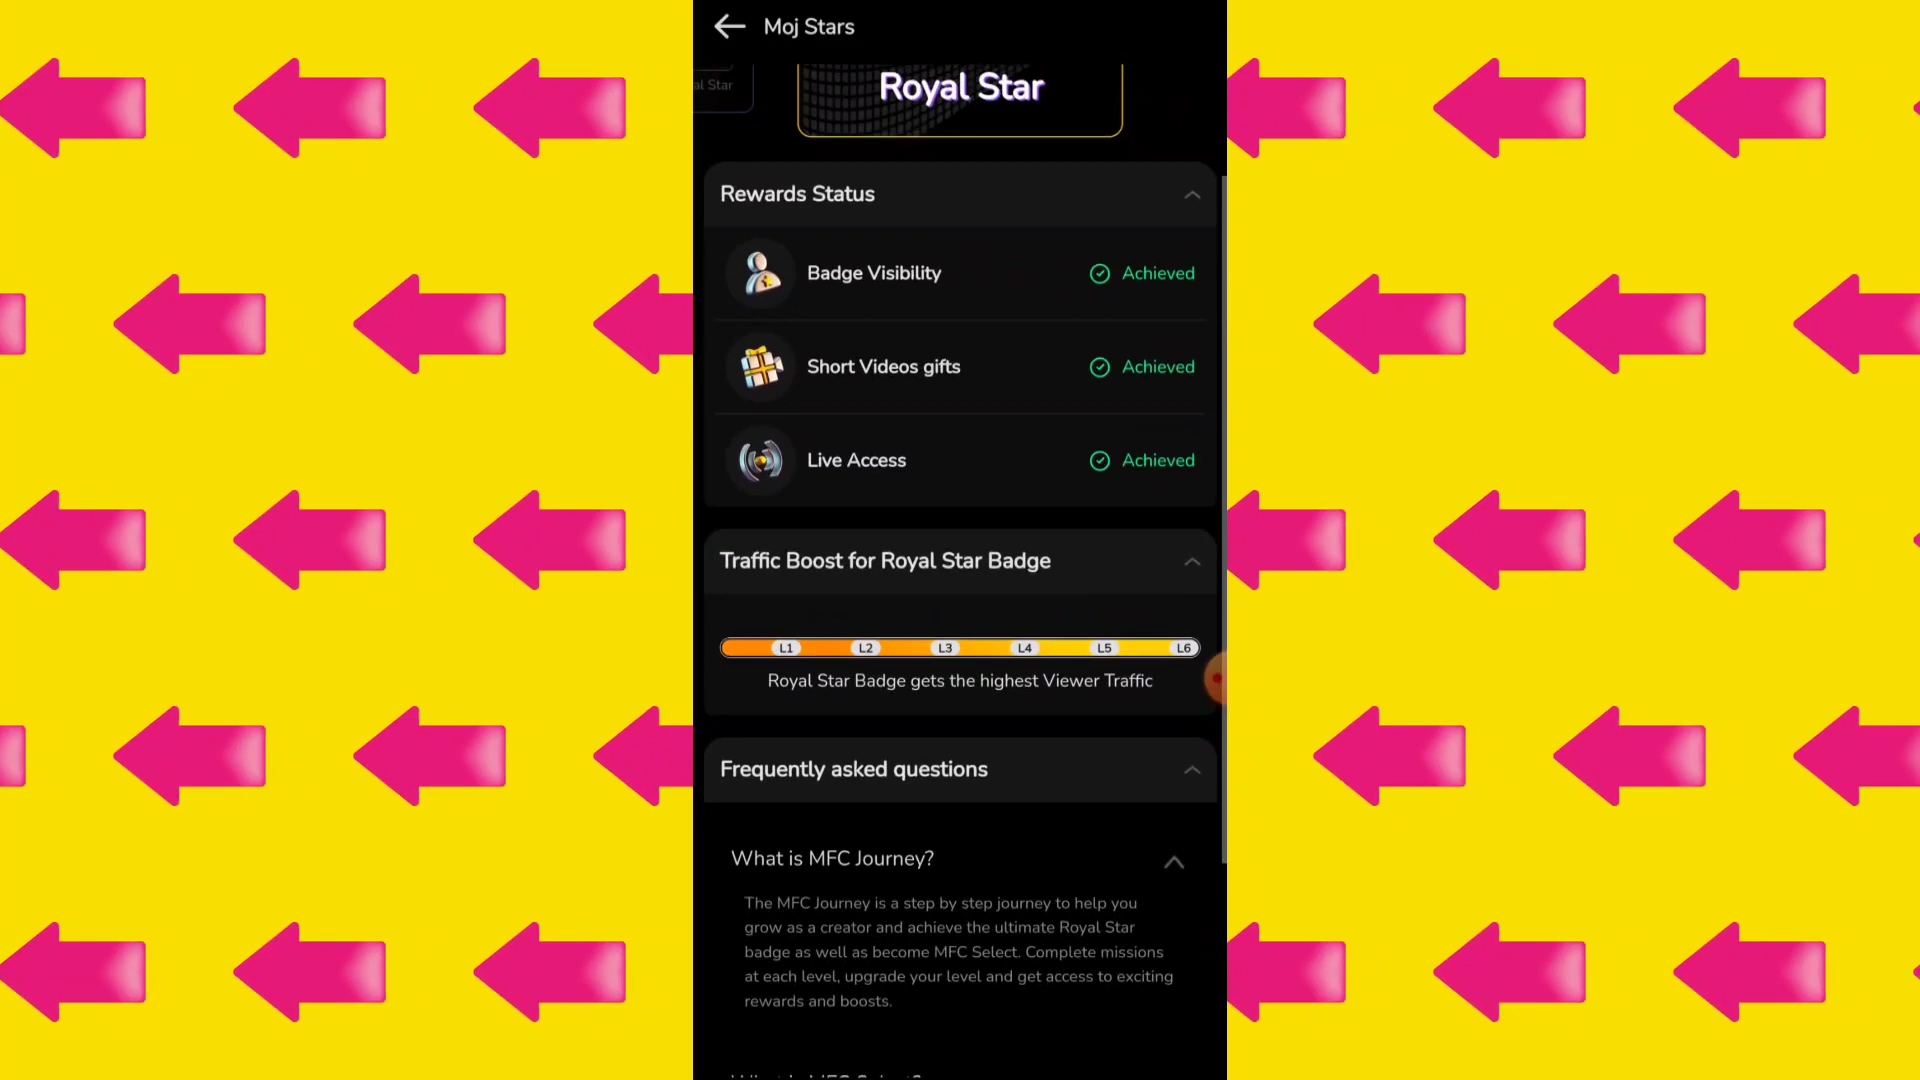 Moj Stars
al Star
Royal Star
Rewards Status
Badge Visibility
Achieved
Short Videos gifts
Achieved
Live Access
Achieved
Traffic Boost for Royal Star Badge
L1 L2 L3 L4 L5 L6
Royal Star Badge gets the highest Viewer Traffic
Frequently asked questions
What is MFC Journey?
The MFC Journey is a step by step journey to help you
grow as a creator and achieve the ultimate Royal Star
badge as well as become MFC Select. Complete missions
at each level, upgrade your level and get access to exciting
rewards and boosts.